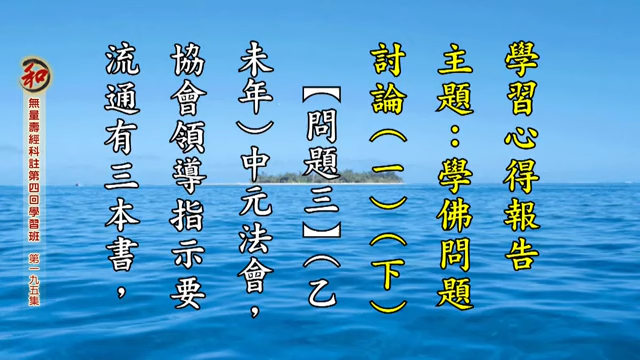 學習心得報告
主題：學佛問題
討論（一）（下）
【問題三】（乙
未年）中元法會，
協會領導指示要
流通有三本書，
和
無量壽經科註第四回學習班 第一九五集